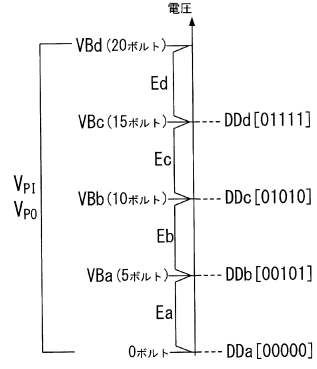 電圧
VBd(20ボルト)
Ed
VBc(15ボルト) DDd[01111]
Ec
VPI
VPO
VBb(10ボルト) DDc[01010]
Eb
VBa(5ボルト) DDb[00101]
Ea
0ボルト DDa[00000]